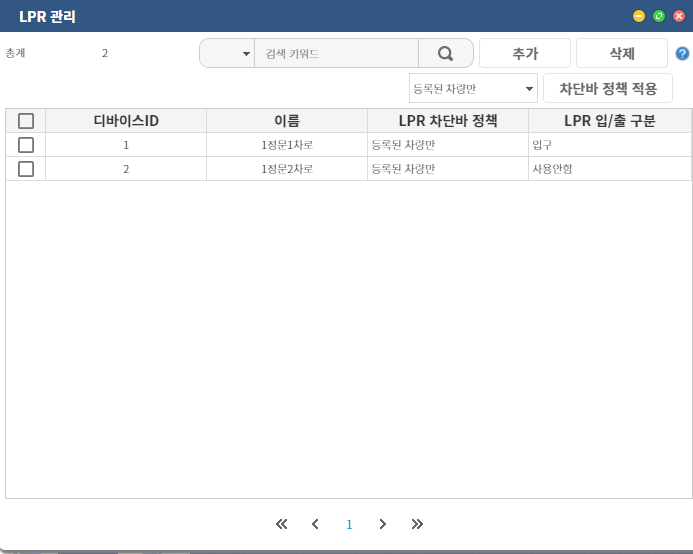 LPR 관리
총계 2 검색 키워드 추가 삭제
등록된 차량만 차단바 정책 적용
디바이스ID 이름 LPR 차단바 정책 LPR 입/출 구분
1 1정문1차로 등록된 차량만 입구
2 1정문2차로 등록된 차량만 사용안함
1